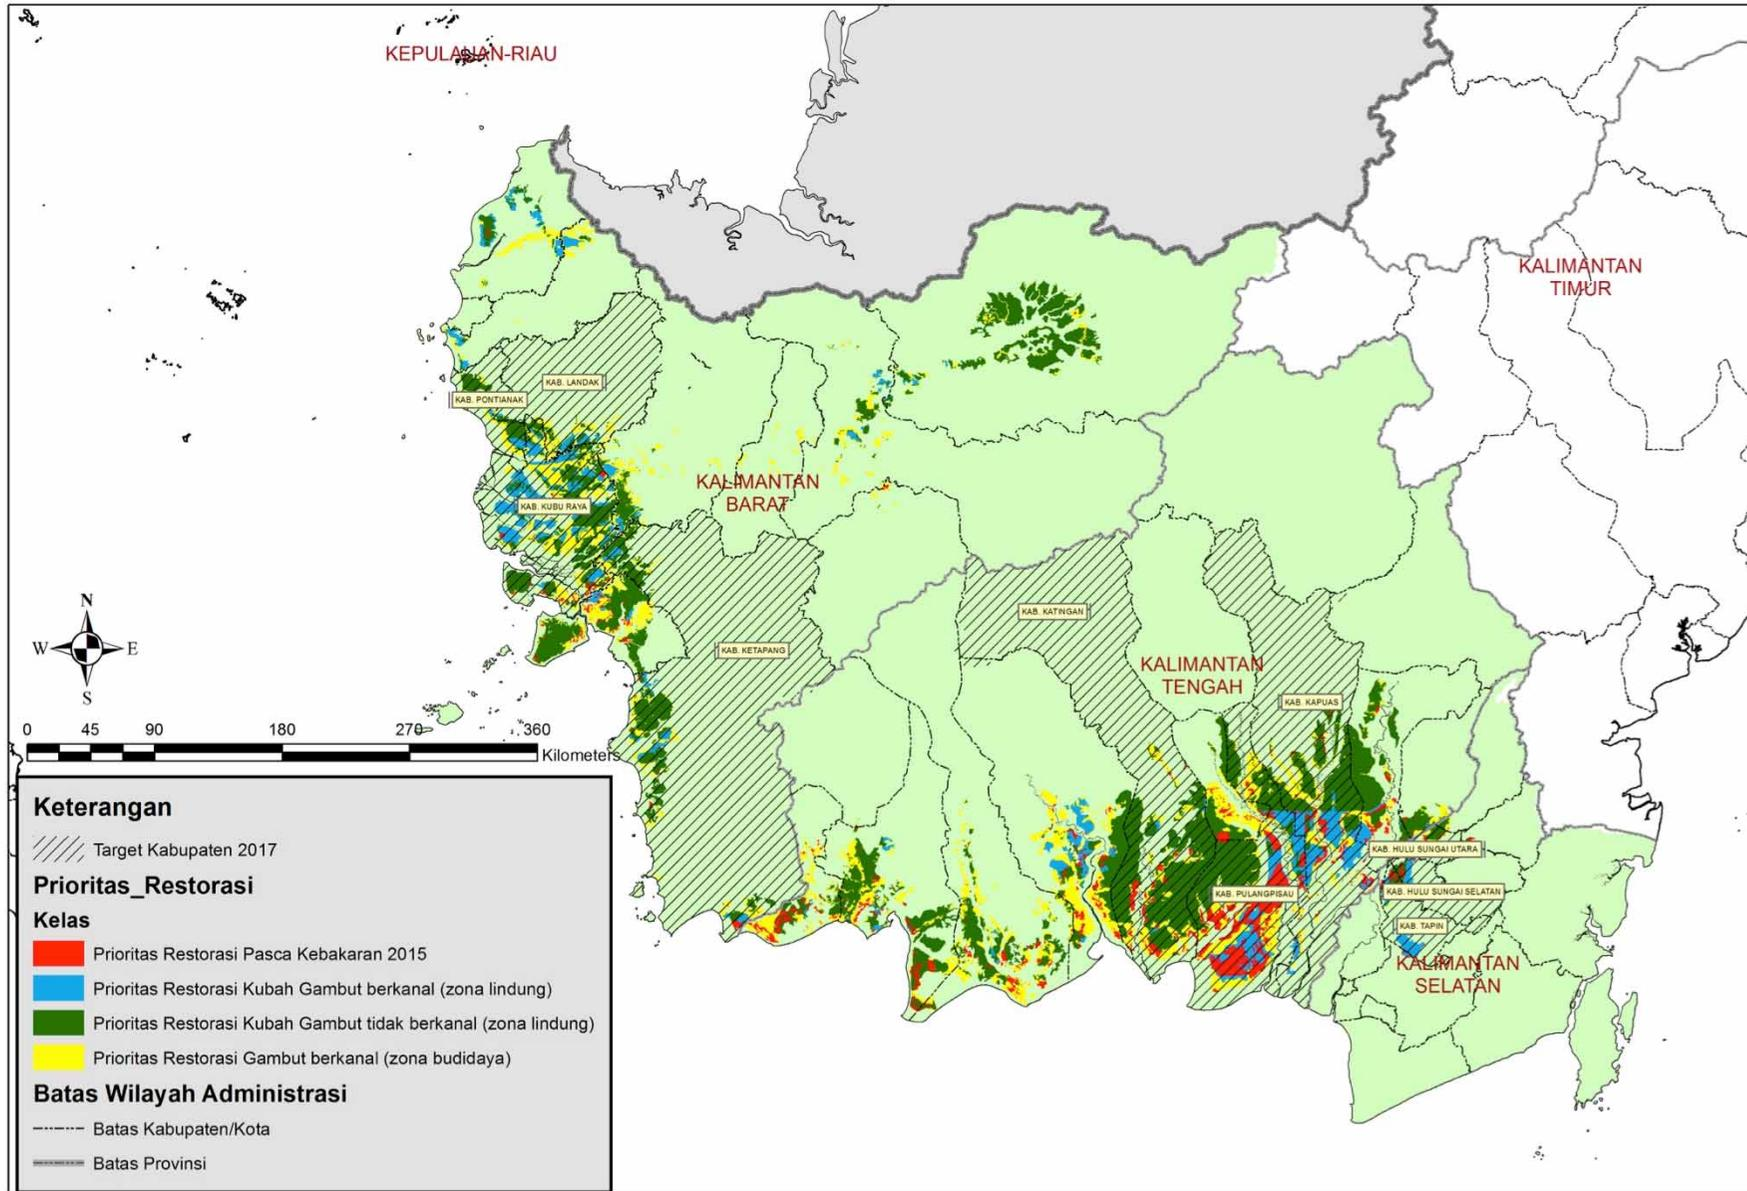 KEPULAUAN-RIAU
KALIMANTAN
TIMUR
KAB. LANDAK
KAB. PONTIANAK
KALIMANTAN
BARAT
KAB. KUBU RAYA
KAB. KATINGAN
KAB. KETAPANG
KALIMANTAN
TENGAH
KAB. KAPUAS
KAB. HULU SUNGAI UTARA
KAB. PULANGPISAU
KAB. HULU SUNGAI SELATAN
KAB. TAPIN
KALIMANTAN
SELATAN
N
W E
S
0 45 90 180 270 360
Kilometers
Keterangan
Target Kabupaten 2017
Prioritas_Restorasi
Kelas
Prioritas Restorasi Pasca Kebakaran 2015
Prioritas Restorasi Kubah Gambut berkanal (zona lindung)
Prioritas Restorasi Kubah Gambut tidak berkanal (zona lindung)
Prioritas Restorasi Gambut berkanal (zona budidaya)
Batas Wilayah Administrasi
Batas Kabupaten/Kota
Batas Provinsi